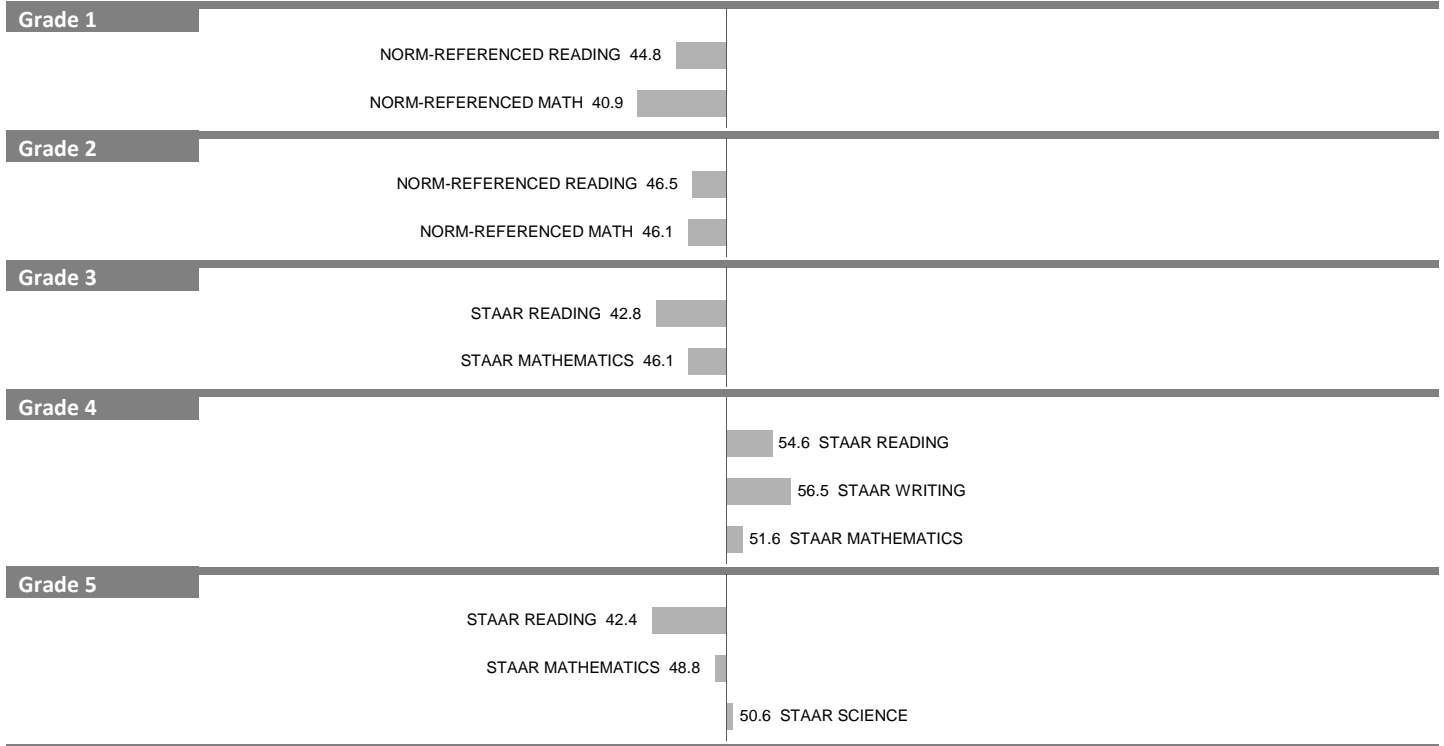 Grade 1
NORM-REFERENCED READING 44.8
NORM-REFERENCED MATH 40.9
Grade 2
NORM-REFERENCED READING 46.5
NORM-REFERENCED MATH 46.1
Grade 3
STAAR READING 42.8
STAAR MATHEMATICS 46.1
Grade 4
54.6 STAAR READING
56.5 STAAR WRITING
51.6 STAAR MATHEMATICS
Grade 5
STAAR READING 42.4
STAAR MATHEMATICS 48.8
50.6 STAAR SCIENCE